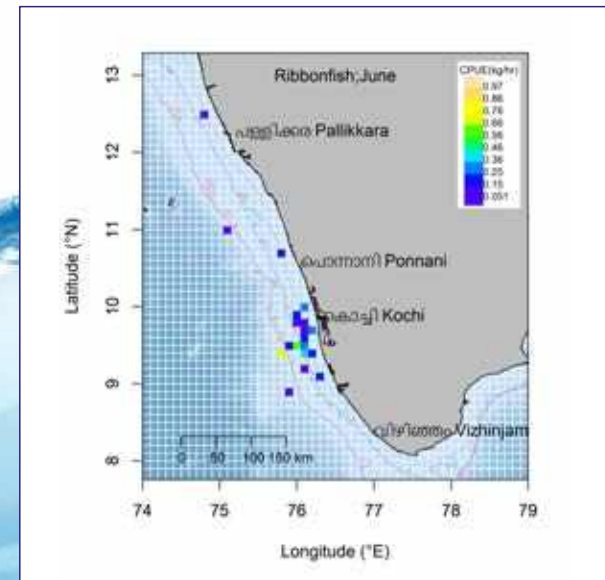 Ribbonfish;June
CPUE(kg/hr)
0.97
0.86
0.76
0.66
0.56
0.46
0.36
0.25
0.15
0.051
പള്ളിക്കര Pallikkara
പൊന്നാനി Ponnani
കൊച്ചി Kochi
വിഴിഞ്ഞം Vizhinjam
0 50 100 150 km
Latitude (°N)
13
12
11
10
9
8
74 75 76 77 78 79
Longitude (°E)